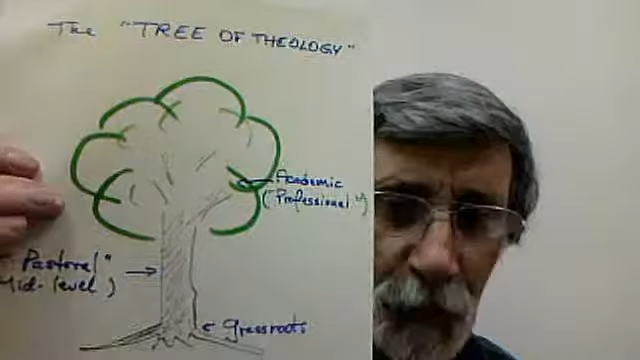 The "TREE OF THEOLOGY"
Academic
("Professional")
Pastoral"
Mid-level)
grassroots